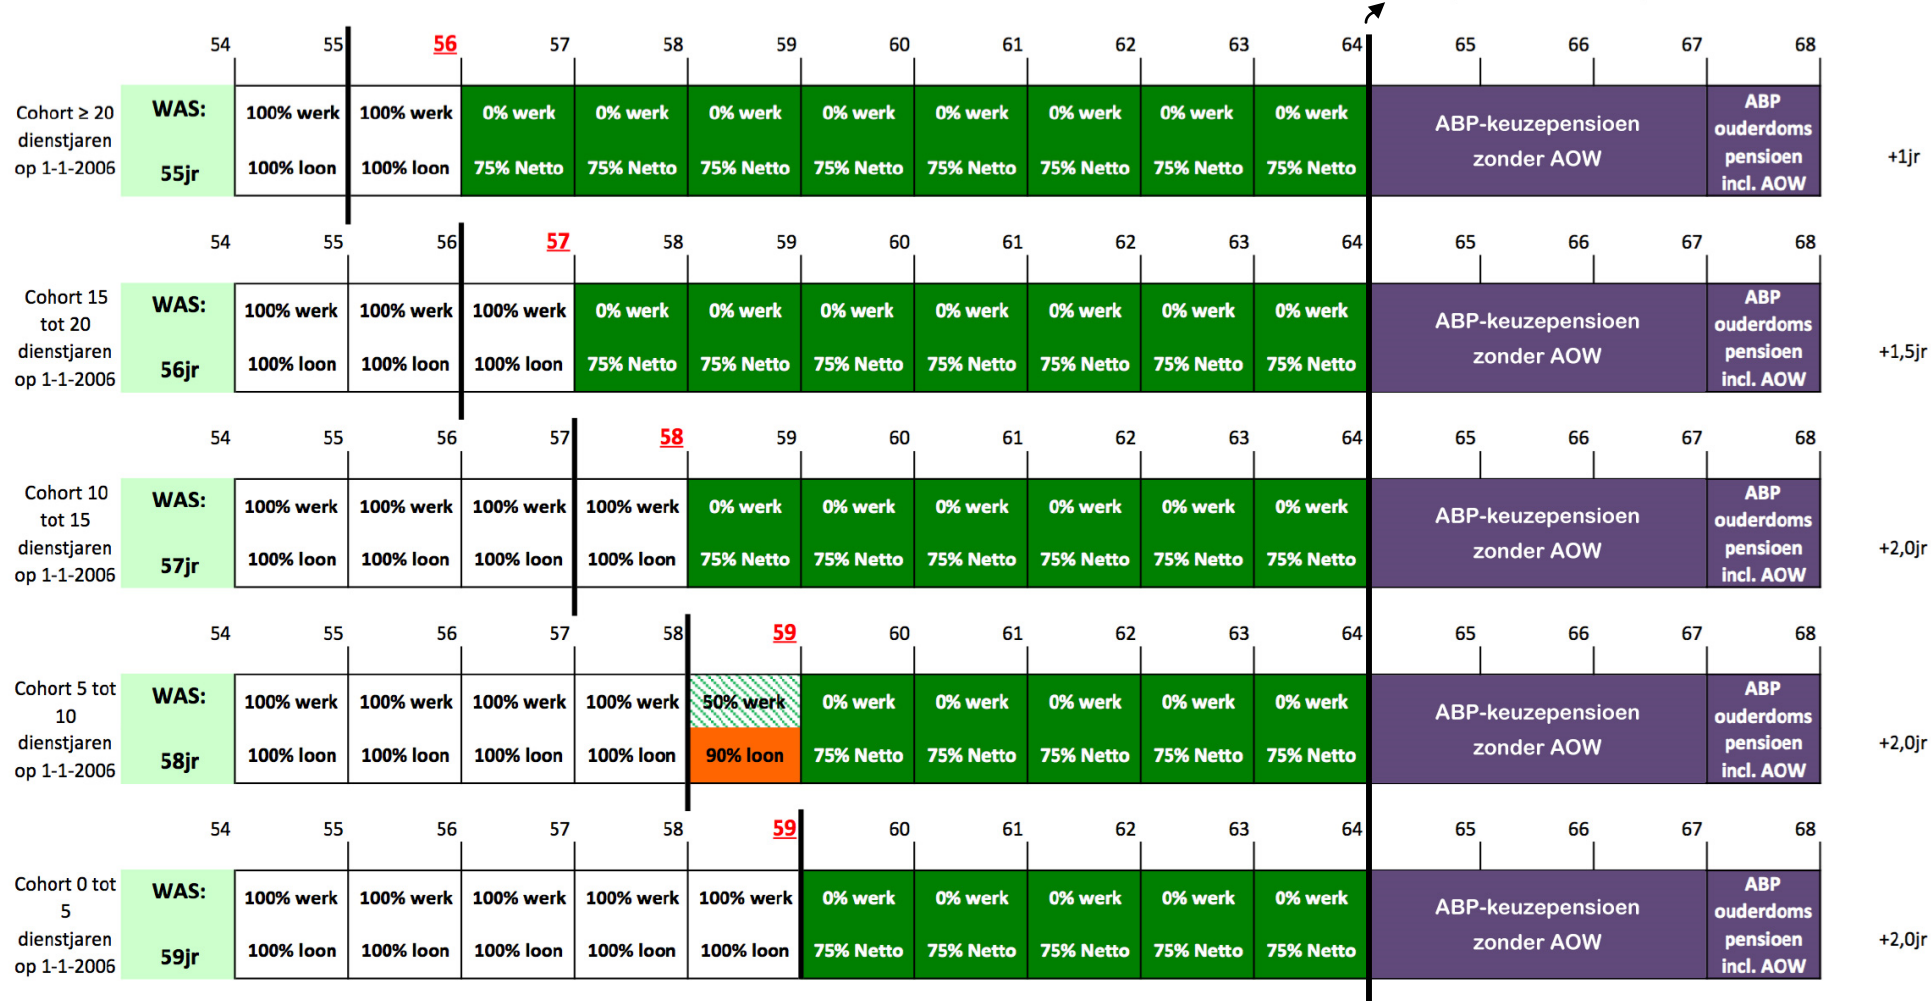 54 55 56 57 58 59 60 61 62 63 64 65 66 67 68
Cohort ≥ 20
dienstjaren
op 1-1-2006
WAS:
55jr
100% werk 100% werk 0% werk 0% werk 0% werk 0% werk 0% werk 0% werk 0% werk 0% werk
100% loon 100% loon 75% Netto 75% Netto 75% Netto 75% Netto 75% Netto 75% Netto 75% Netto 75% Netto
ABP-keuzepensioen
zonder AOW
ABP
ouderdoms
pensioen
incl. AOW
+1jr
54 55 56 57 58 59 60 61 62 63 64 65 66 67 68
Cohort 15
tot 20
dienstjaren
op 1-1-2006
WAS:
56jr
100% werk 100% werk 100% werk 0% werk 0% werk 0% werk 0% werk 0% werk 0% werk 0% werk
100% loon 100% loon 100% loon 75% Netto 75% Netto 75% Netto 75% Netto 75% Netto 75% Netto 75% Netto
ABP-keuzepensioen
zonder AOW
ABP
ouderdoms
pensioen
incl. AOW
+1,5jr
54 55 56 57 58 59 60 61 62 63 64 65 66 67 68
Cohort 10
tot 15
dienstjaren
op 1-1-2006
WAS:
57jr
100% werk 100% werk 100% werk 100% werk 0% werk 0% werk 0% werk 0% werk 0% werk 0% werk
100% loon 100% loon 100% loon 100% loon 75% Netto 75% Netto 75% Netto 75% Netto 75% Netto 75% Netto
ABP-keuzepensioen
zonder AOW
ABP
ouderdoms
pensioen
incl. AOW
+2,0jr
54 55 56 57 58 59 60 61 62 63 64 65 66 67 68
Cohort 5 tot
10
dienstjaren
op 1-1-2006
WAS:
58jr
100% werk 100% werk 100% werk 100% werk 50% werk 0% werk 0% werk 0% werk 0% werk 0% werk
100% loon 100% loon 100% loon 100% loon 90% loon 75% Netto 75% Netto 75% Netto 75% Netto 75% Netto
ABP-keuzepensioen
zonder AOW
ABP
ouderdoms
pensioen
incl. AOW
+2,0jr
54 55 56 57 58 59 60 61 62 63 64 65 66 67 68
Cohort 0 tot
5
dienstjaren
op 1-1-2006
WAS:
59jr
100% werk 100% werk 100% werk 100% werk 100% werk 0% werk 0% werk 0% werk 0% werk 0% werk
100% loon 100% loon 100% loon 100% loon 100% loon 75% Netto 75% Netto 75% Netto 75% Netto 75% Netto
ABP-keuzepensioen
zonder AOW
ABP
ouderdoms
pensioen
incl. AOW
+2,0jr